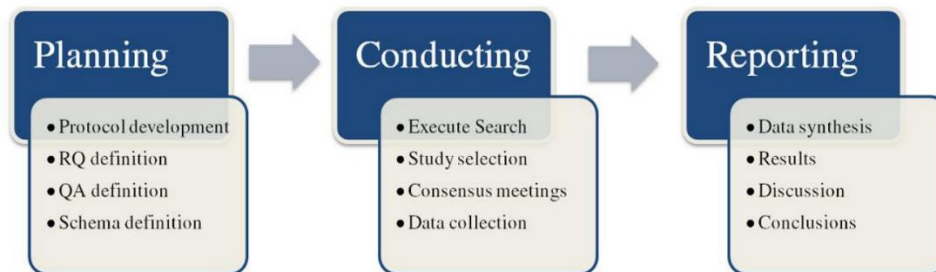 Planning
• Protocol development
• RQ definition
• QA definition
• Schema definition
Conducting
• Execute Search
• Study selection
• Consensus meetings
• Data collection
Reporting
• Data synthesis
• Results
• Discussion
• Conclusions